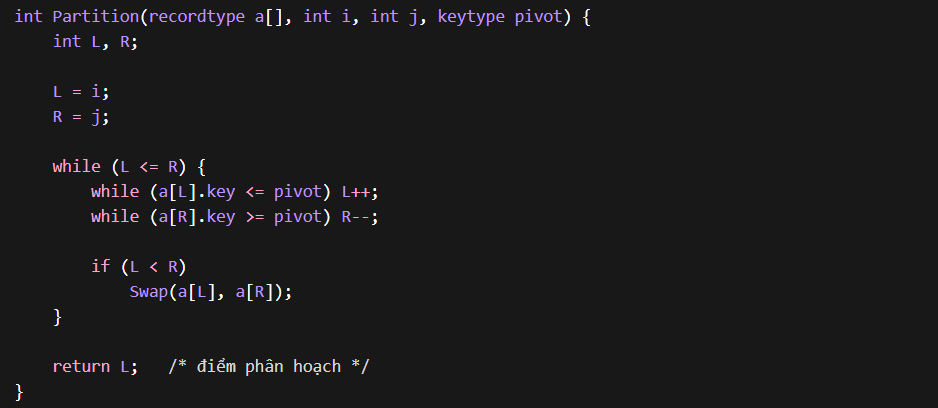 int Partition(recordtype a[], int i, int j, keytype pivot) {
    int L, R;

    L = i;
    R = j;

    while (L <= R) {
        while (a[L].key <= pivot) L++;
        while (a[R].key >= pivot) R--;

        if (L < R)
            Swap(a[L], a[R]);
    }

    return L;   /* điểm phân hoạch */
}